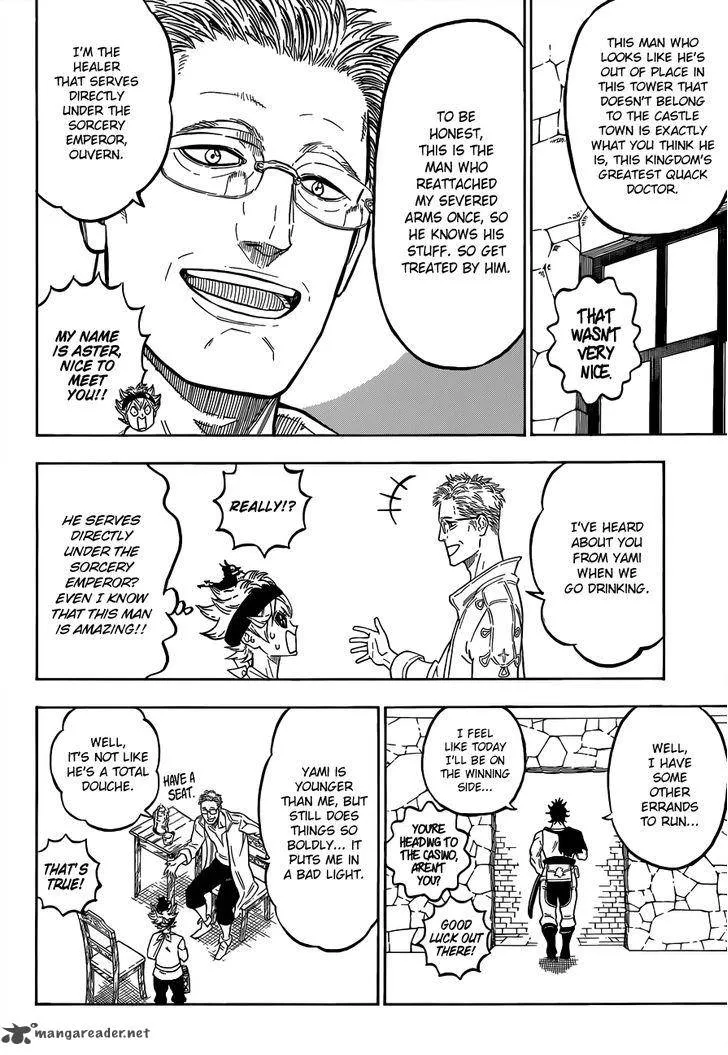 THIS MAN WHO
LOOKS LIKE HE'S
OUT OF PLACE IN
THIS TOWER THAT
DOESN'T BELONG
TO THE CASTLE
TOWN IS EXACTLY
WHAT YOU THINK HE
IS, THIS KINGDOM'S
GREATEST QUACK
DOCTOR.
THAT
WASN'T
VERY
NICE.
TO BE
HONEST,
THIS IS THE
MAN WHO
REATTACHED
MY SEVERED
ARMS ONCE, SO
HE KNOWS HIS
STUFF. SO GET
TREATED BY HIM.
I'M THE
HEALER
THAT SERVES
DIRECTLY
UNDER THE
SORCERY
EMPEROR,
OUVERN.
MY NAME
IS ASTER,
NICE TO
MEET
YOU!!
I'VE HEARD
ABOUT YOU
FROM YAMI
WHEN WE
GO DRINKING.
REALLY!?
HE SERVES
DIRECTLY
UNDER THE
SORCERY
EMPEROR?
EVEN I KNOW
THAT THIS MAN
IS AMAZING!!
WELL,
I HAVE
SOME
OTHER
ERRANDS
TO RUN...
I FEEL
LIKE TODAY
I'LL BE ON
THE WINNING
SIDE...
YOU'RE
HEADING TO
THE CASINO,
AREN'T
YOU?
GOOD
LUCK OUT
THERE!
YAMI IS
YOUNGER
THAN ME, BUT
STILL DOES
THINGS SO
BOLDLY... IT
PUTS ME IN
A BAD LIGHT.
HAVE A
SEAT.
WELL,
IT'S NOT LIKE
HE'S A TOTAL
DOUCHE.
THAT'S
TRUE!
mangareader.net